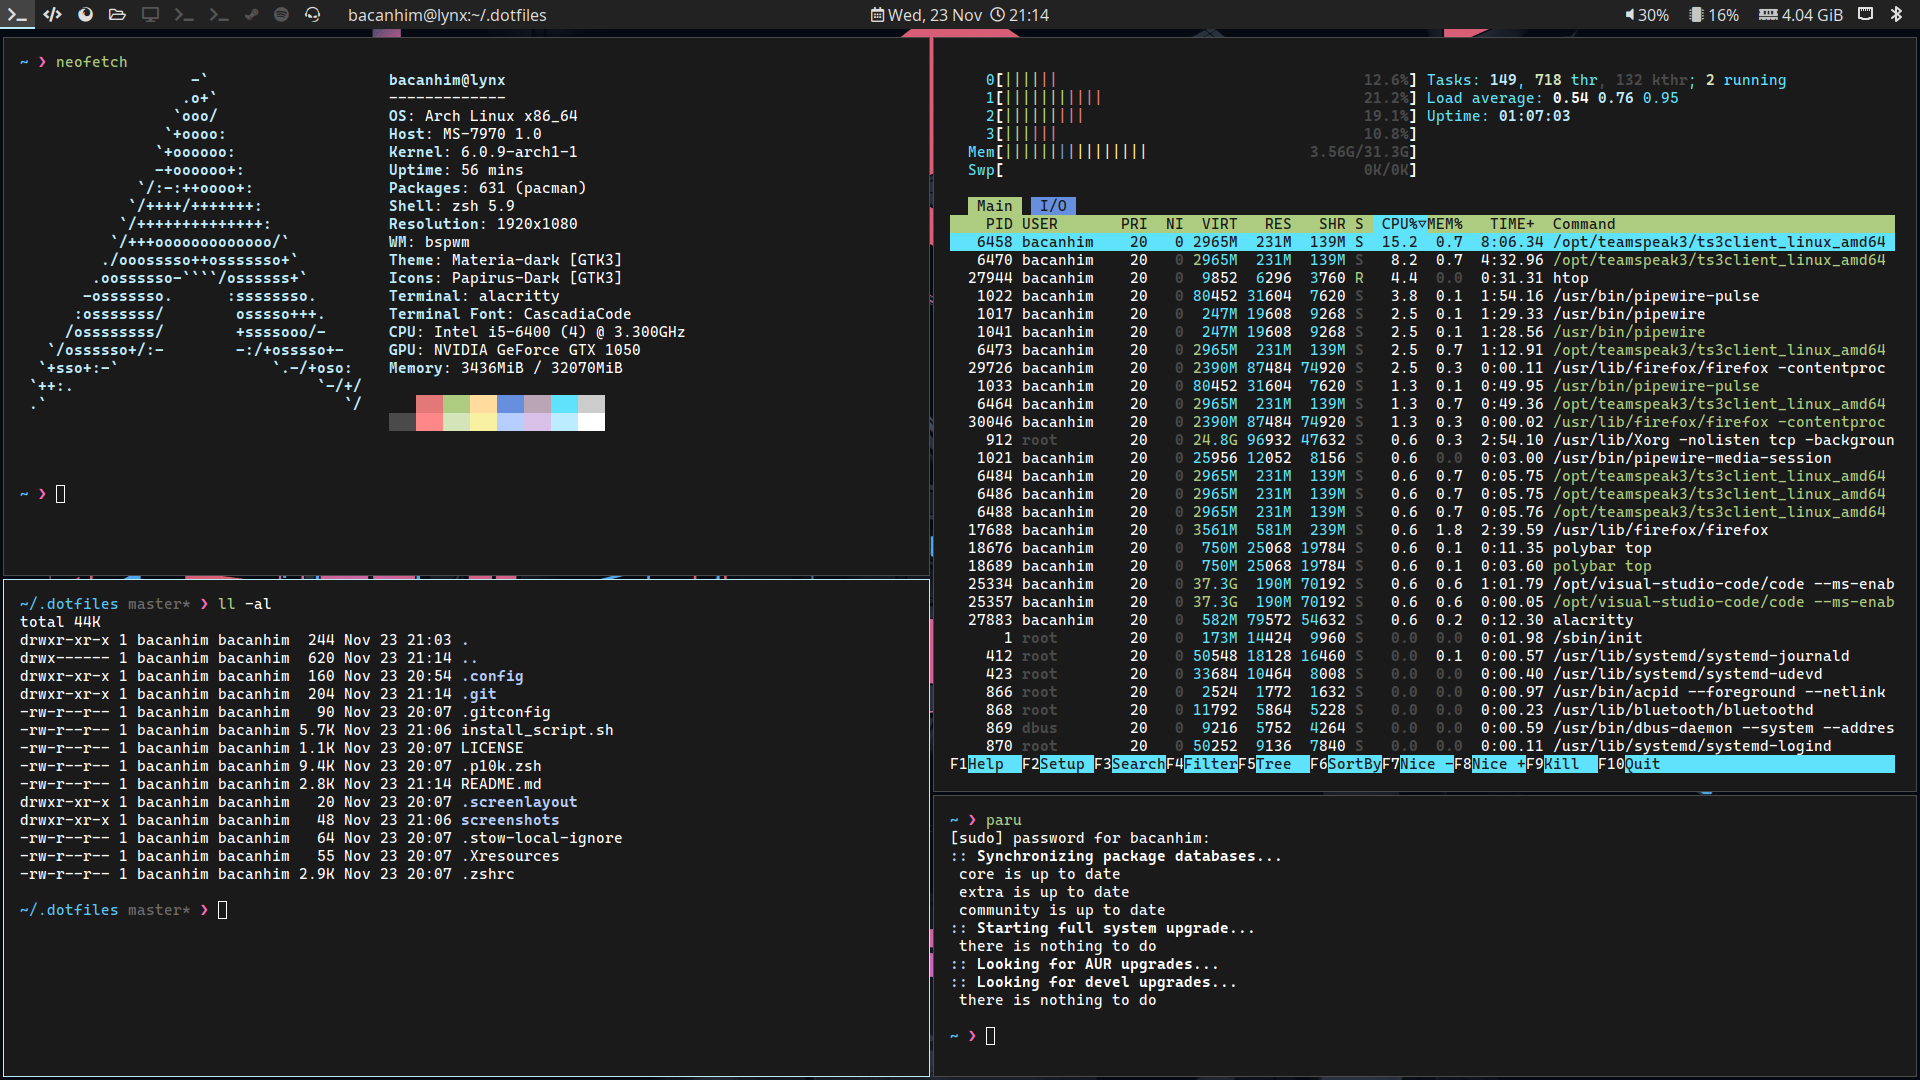 bacanhim@lynx:~/.dotfiles
Wed, 23 Nov 21:14
30% 16% 4.04 GiB
~ ❯ neofetch
-`
.o+`
`ooo/
`+oooo:
`+oooooo:
-+oooooo+:
`/:-:++oooo+:
`/++++/+++++++:
`/++++++++++++++:
`/+++ooooooooooooo/`
./ooosssso++osssssso+`
.oossssso-````/ossssss+`
-osssssso.      :ssssssso.
:osssssss/        osssso+++.
/ossssssss/        +ssssooo/-
`/ossssso+/:-        -:/+osssso+-
`+sso+:-`                 `.-/+oso:
`++:.                           `-/+/
.`                                 `/
bacanhim@lynx
-------------
OS: Arch Linux x86_64
Host: MS-7970 1.0
Kernel: 6.0.9-arch1-1
Uptime: 56 mins
Packages: 631 (pacman)
Shell: zsh 5.9
Resolution: 1920x1080
WM: bspwm
Theme: Materia-dark [GTK3]
Icons: Papirus-Dark [GTK3]
Terminal: alacritty
Terminal Font: CascadiaCode
CPU: Intel i5-6400 (4) @ 3.300GHz
GPU: NVIDIA GeForce GTX 1050
Memory: 3436MiB / 32070MiB
~ ❯
~/.dotfiles master* ❯ ll -al
total 44K
drwxr-xr-x 1 bacanhim bacanhim  244 Nov 23 21:03 .
drwx------ 1 bacanhim bacanhim  620 Nov 23 21:14 ..
drwxr-xr-x 1 bacanhim bacanhim  160 Nov 23 20:54 .config
drwxr-xr-x 1 bacanhim bacanhim  204 Nov 23 21:14 .git
-rw-r--r-- 1 bacanhim bacanhim   90 Nov 23 20:07 .gitconfig
-rw-r--r-- 1 bacanhim bacanhim 5.7K Nov 23 21:06 install_script.sh
-rw-r--r-- 1 bacanhim bacanhim 1.1K Nov 23 20:07 LICENSE
-rw-r--r-- 1 bacanhim bacanhim 9.4K Nov 23 20:07 .p10k.zsh
-rw-r--r-- 1 bacanhim bacanhim 2.8K Nov 23 21:14 README.md
drwxr-xr-x 1 bacanhim bacanhim   20 Nov 23 20:07 .screenlayout
drwxr-xr-x 1 bacanhim bacanhim   48 Nov 23 21:06 screenshots
-rw-r--r-- 1 bacanhim bacanhim   64 Nov 23 20:07 .stow-local-ignore
-rw-r--r-- 1 bacanhim bacanhim   55 Nov 23 20:07 .Xresources
-rw-r--r-- 1 bacanhim bacanhim 2.9K Nov 23 20:07 .zshrc
~/.dotfiles master* ❯
0[|||||| 12.6%] Tasks: 149, 718 thr, 132 kthr; 2 running
1[||||||||||| 21.2%] Load average: 0.54 0.76 0.95
2[||||||||| 19.1%] Uptime: 01:07:03
3[|||||| 10.8%]
Mem[|||||||||||||||| 3.56G/31.3G]
Swp[ 0K/0K]
Main I/O
PID USER PRI NI VIRT RES SHR S CPU%▽MEM% TIME+ Command
6458 bacanhim 20 0 2965M 231M 139M S 15.2 0.7 8:06.34 /opt/teamspeak3/ts3client_linux_amd64
6470 bacanhim 20 0 2965M 231M 139M S 8.2 0.7 4:32.96 /opt/teamspeak3/ts3client_linux_amd64
27944 bacanhim 20 0 9852 6296 3760 R 4.4 0.0 0:31.31 htop
1022 bacanhim 20 0 80452 31604 7620 S 3.8 0.1 1:54.16 /usr/bin/pipewire-pulse
1017 bacanhim 20 0 247M 19608 9268 S 2.5 0.1 1:29.33 /usr/bin/pipewire
1041 bacanhim 20 0 247M 19608 9268 S 2.5 0.1 1:28.56 /usr/bin/pipewire
6473 bacanhim 20 0 2965M 231M 139M S 2.5 0.7 1:12.91 /opt/teamspeak3/ts3client_linux_amd64
29726 bacanhim 20 0 2390M 87484 74920 S 2.5 0.3 0:00.11 /usr/lib/firefox/firefox -contentproc
1033 bacanhim 20 0 80452 31604 7620 S 1.3 0.1 0:49.95 /usr/bin/pipewire-pulse
6464 bacanhim 20 0 2965M 231M 139M S 1.3 0.7 0:49.36 /opt/teamspeak3/ts3client_linux_amd64
30046 bacanhim 20 0 2390M 87484 74920 S 1.3 0.3 0:00.02 /usr/lib/firefox/firefox -contentproc
912 root 20 0 24.8G 96932 47632 S 0.6 0.3 2:54.10 /usr/lib/Xorg -nolisten tcp -backgroun
1021 bacanhim 20 0 25956 12052 8156 S 0.6 0.0 0:03.00 /usr/bin/pipewire-media-session
6484 bacanhim 20 0 2965M 231M 139M S 0.6 0.7 0:05.75 /opt/teamspeak3/ts3client_linux_amd64
6486 bacanhim 20 0 2965M 231M 139M S 0.6 0.7 0:05.75 /opt/teamspeak3/ts3client_linux_amd64
6488 bacanhim 20 0 2965M 231M 139M S 0.6 0.7 0:05.76 /opt/teamspeak3/ts3client_linux_amd64
17688 bacanhim 20 0 3561M 581M 239M S 0.6 1.8 2:39.59 /usr/lib/firefox/firefox
18676 bacanhim 20 0 750M 25068 19784 S 0.6 0.1 0:11.35 polybar top
18689 bacanhim 20 0 750M 25068 19784 S 0.6 0.1 0:03.60 polybar top
25334 bacanhim 20 0 37.3G 190M 70192 S 0.6 0.6 1:01.79 /opt/visual-studio-code/code --ms-enab
25357 bacanhim 20 0 37.3G 190M 70192 S 0.6 0.6 0:00.05 /opt/visual-studio-code/code --ms-enab
27883 bacanhim 20 0 582M 79572 54632 S 0.6 0.2 0:12.30 alacritty
1 root 20 0 173M 14424 9960 S 0.0 0.0 0:01.98 /sbin/init
412 root 20 0 50548 18128 16460 S 0.0 0.1 0:00.57 /usr/lib/systemd/systemd-journald
423 root 20 0 33684 10464 8008 S 0.0 0.0 0:00.40 /usr/lib/systemd/systemd-udevd
866 root 20 0 2524 1772 1632 S 0.0 0.0 0:00.97 /usr/bin/acpid --foreground --netlink
868 root 20 0 11792 5864 5228 S 0.0 0.0 0:00.23 /usr/lib/bluetooth/bluetoothd
869 dbus 20 0 9216 5752 4264 S 0.0 0.0 0:00.59 /usr/bin/dbus-daemon --system --addres
870 root 20 0 50252 9136 7840 S 0.0 0.0 0:00.11 /usr/lib/systemd/systemd-logind
F1Help F2Setup F3SearchF4FilterF5Tree F6SortByF7Nice -F8Nice +F9Kill F10Quit
~ ❯ paru
[sudo] password for bacanhim:
:: Synchronizing package databases...
core is up to date
extra is up to date
community is up to date
:: Starting full system upgrade...
there is nothing to do
:: Looking for AUR upgrades...
:: Looking for devel upgrades...
there is nothing to do
~ ❯